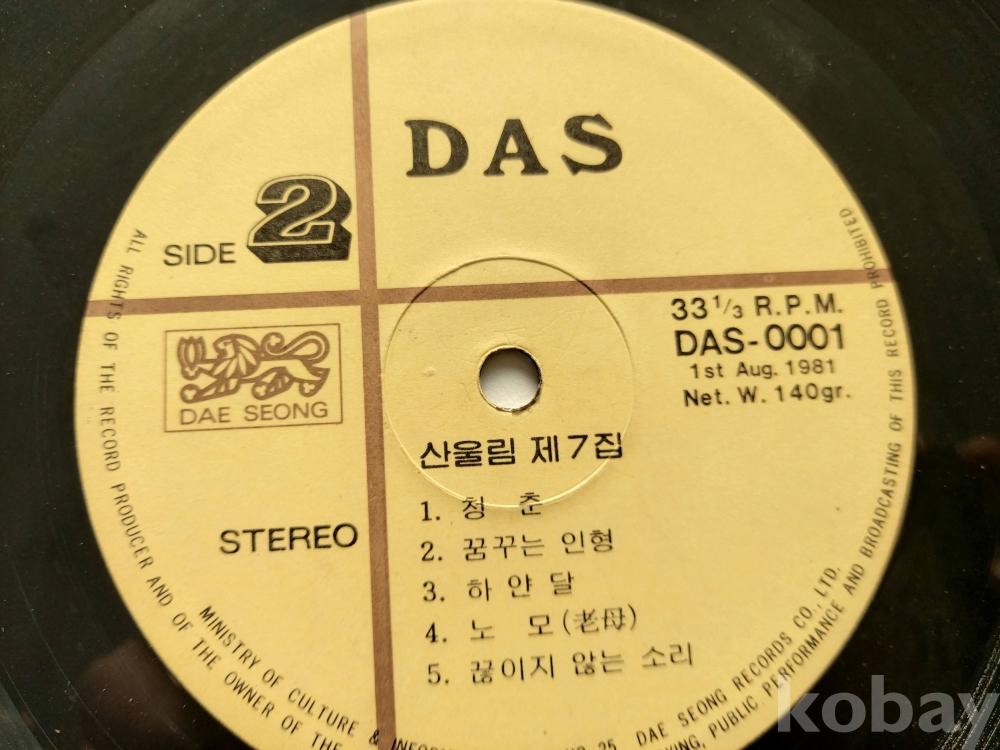 DAS
SIDE 2
33 1/3 R.P.M.
DAS-0001
1st Aug. 1981
Net. W. 140gr.
DAE SEONG
STEREO
산울림 제7집
1. 청 춘
2. 꿈꾸는 인형
3. 하 얀 달
4. 노 모(老母)
5. 끊이지 않는 소리
ALL RIGHTS OF THE RECORD PRODUCER AND OF THE OWNER OF THE
PUBLIC PERFORMANCE AND BROADCASTING OF THIS RECORD PROHIBITED
MINISTRY OF CULTURE &
25 DAE SEONG RECORDS CO., LTD.
kobay